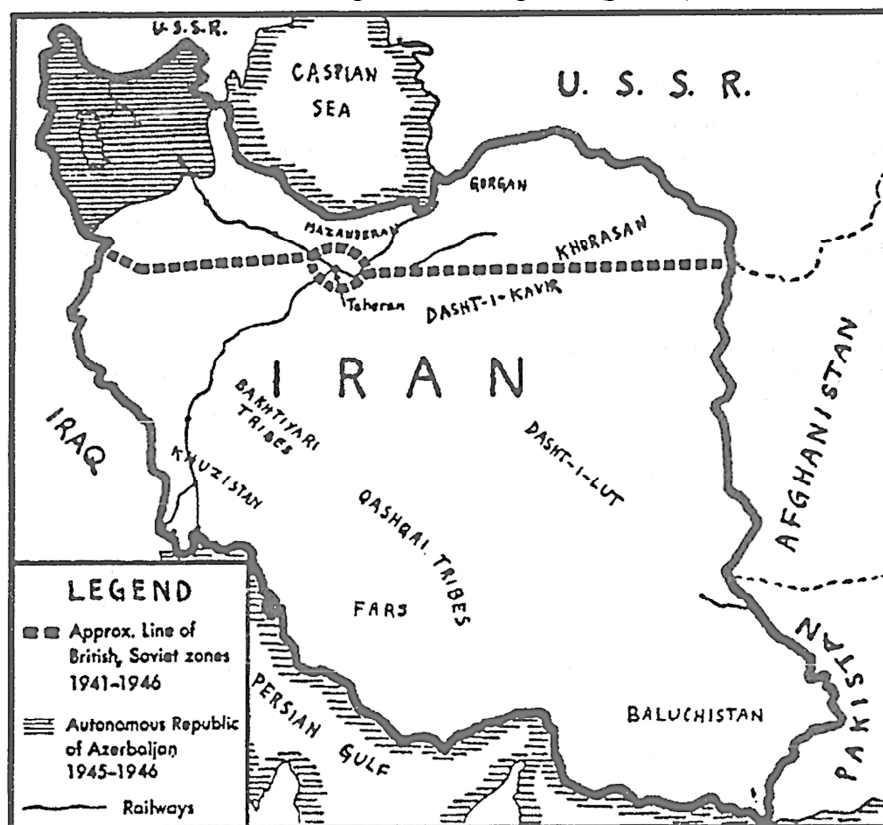 U.S.S.R.
CASPIAN
SEA
U. S. S. R.
GORGAN
MAZANDERAN
KHORASAN
Teheran
DASHT-I-KAVIR
IRAN
BAKHTIYARI
TRIBES
IRAQ
KHUZISTAN
DASHT-I-LUT
AFGHANISTAN
QASHQAI TRIBES
FARS
PERSIAN
GULF
BALUCHISTAN
PAKISTAN
LEGEND
Approx. Line of
British, Soviet zones
1941-1946
Autonomous Republic
of Azerbaijan
1945-1946
Railways